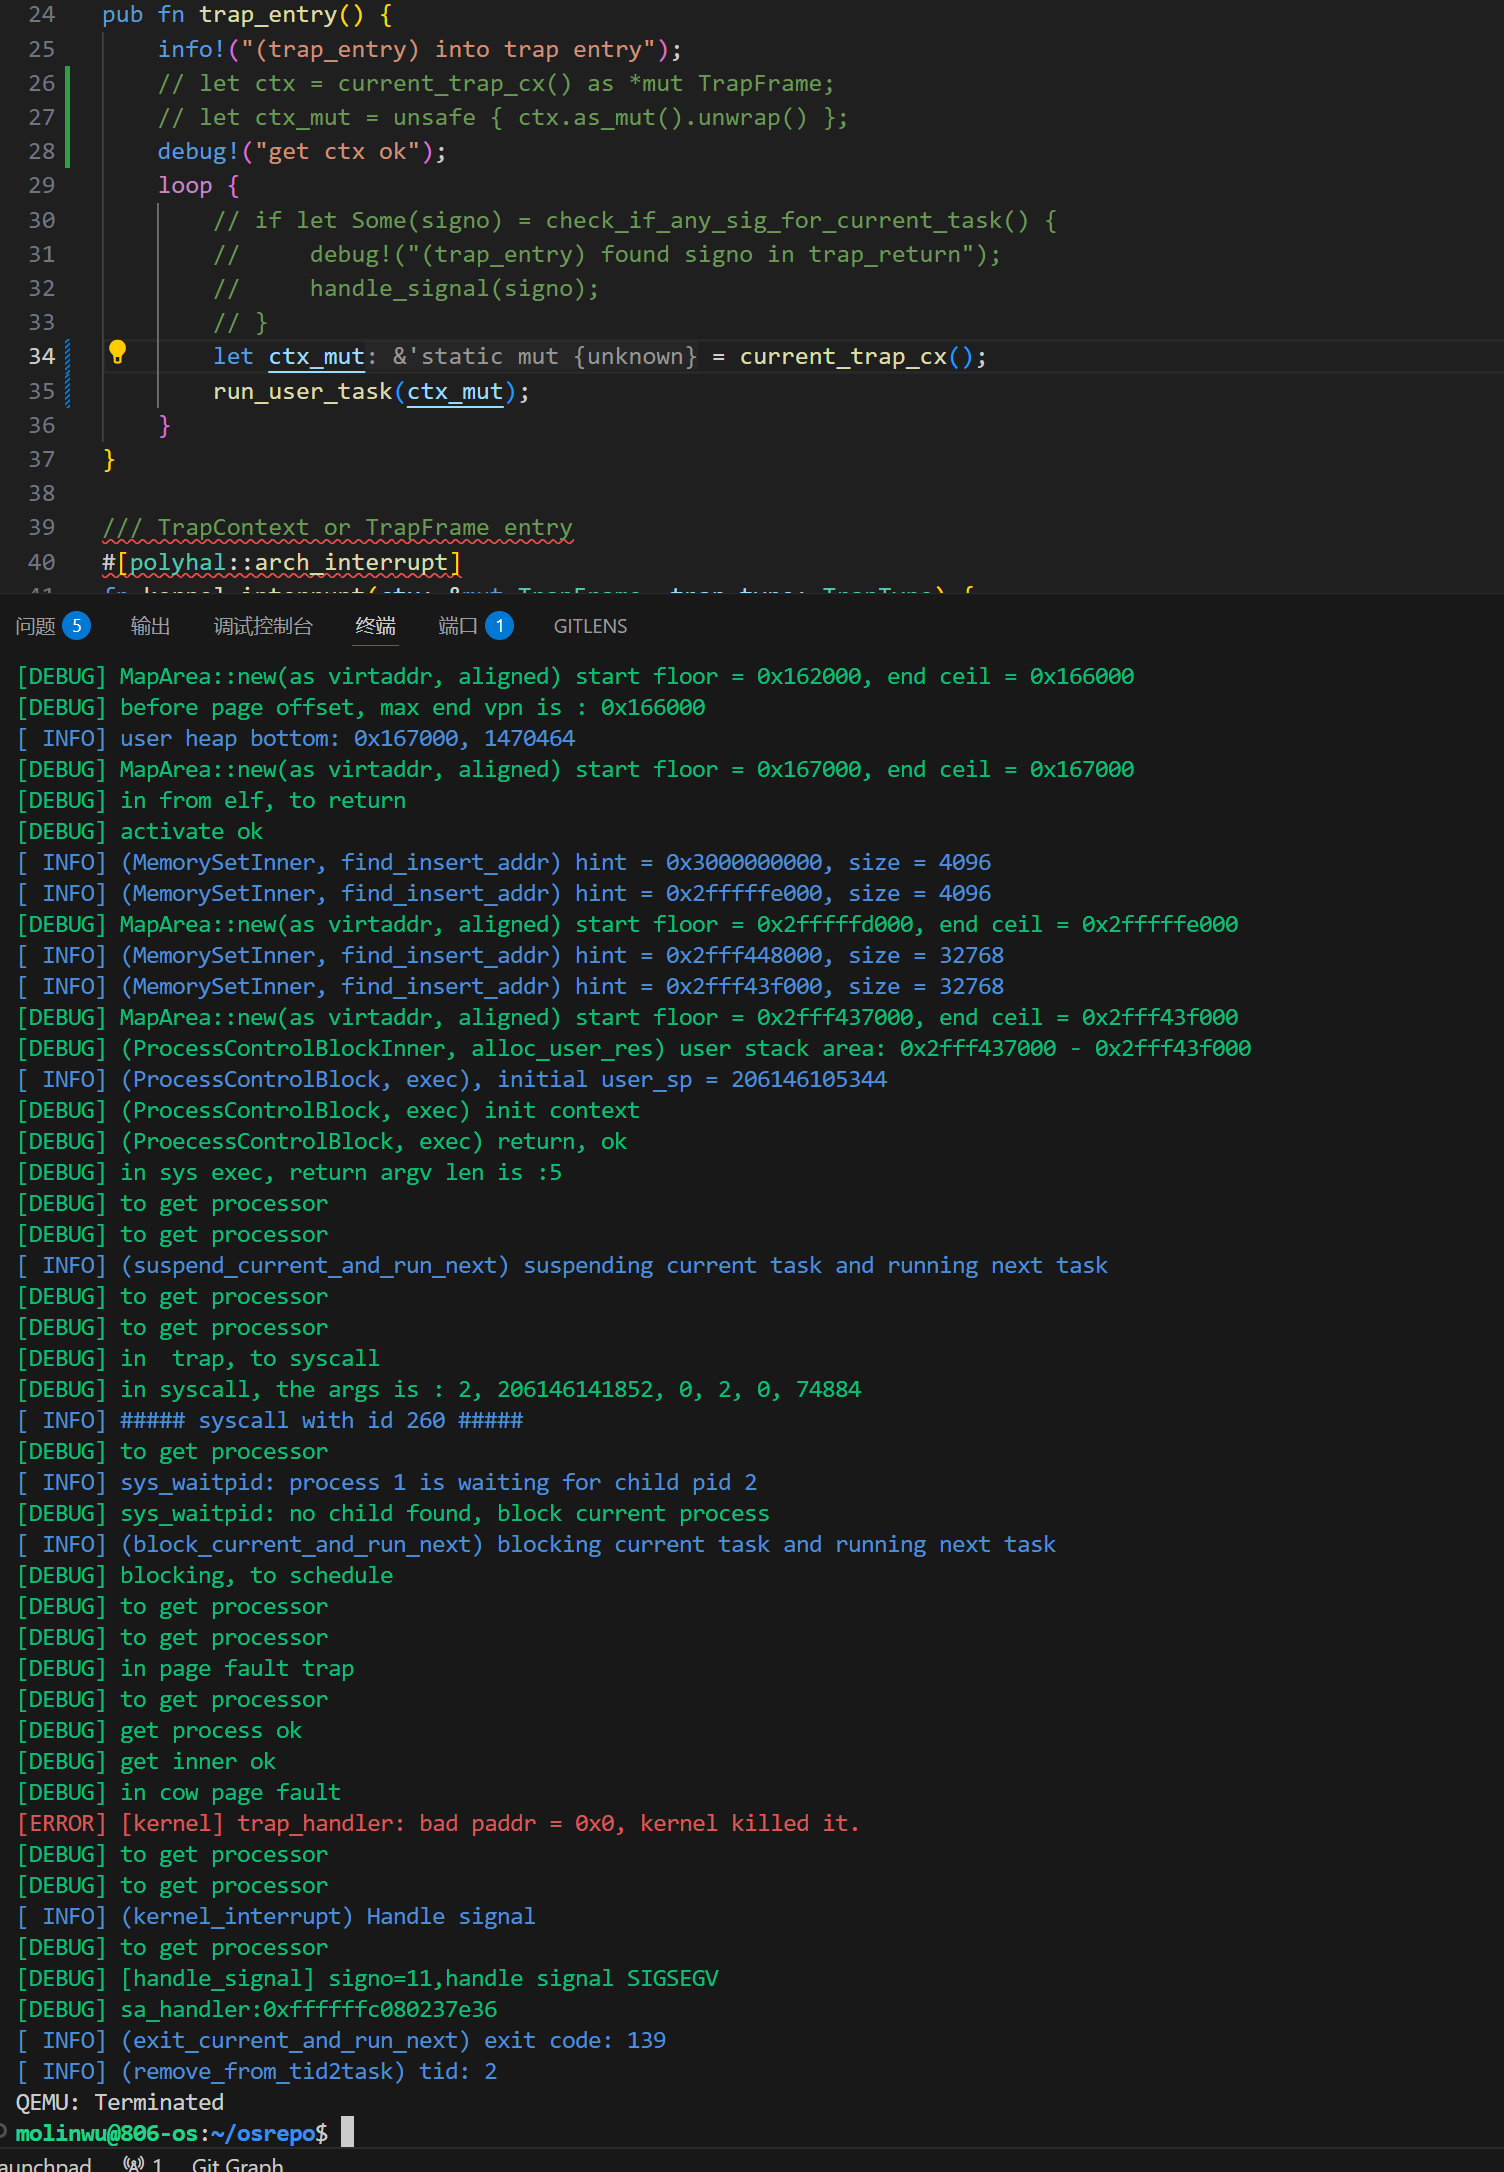 24 pub fn trap_entry() {
25 info!("(trap_entry) into trap entry");
26 // let ctx = current_trap_cx() as *mut TrapFrame;
27 // let ctx_mut = unsafe { ctx.as_mut().unwrap() };
28 debug!("get ctx ok");
29 loop {
30 // if let Some(signo) = check_if_any_sig_for_current_task() {
31 //     debug!("(trap_entry) found signo in trap_return");
32 //     handle_signal(signo);
33 // }
34 let ctx_mut: &'static mut {unknown} = current_trap_cx();
35 run_user_task(ctx_mut);
36 }
37 }
38
39 /// TrapContext or TrapFrame entry
40 #[polyhal::arch_interrupt]
41 fn kernel_interrupt(ctx: &mut TrapFrame, trap_type: TrapType) {
问题 5 输出 调试控制台 终端 端口 1 GITLENS
[DEBUG] MapArea::new(as virtaddr, aligned) start floor = 0x162000, end ceil = 0x166000
[DEBUG] before page offset, max end vpn is : 0x166000
[ INFO] user heap bottom: 0x167000, 1470464
[DEBUG] MapArea::new(as virtaddr, aligned) start floor = 0x167000, end ceil = 0x167000
[DEBUG] in from elf, to return
[DEBUG] activate ok
[ INFO] (MemorySetInner, find_insert_addr) hint = 0x3000000000, size = 4096
[ INFO] (MemorySetInner, find_insert_addr) hint = 0x2fffffe000, size = 4096
[DEBUG] MapArea::new(as virtaddr, aligned) start floor = 0x2fffffd000, end ceil = 0x2fffffe000
[ INFO] (MemorySetInner, find_insert_addr) hint = 0x2fff448000, size = 32768
[ INFO] (MemorySetInner, find_insert_addr) hint = 0x2fff43f000, size = 32768
[DEBUG] MapArea::new(as virtaddr, aligned) start floor = 0x2fff437000, end ceil = 0x2fff43f000
[DEBUG] (ProcessControlBlockInner, alloc_user_res) user stack area: 0x2fff437000 - 0x2fff43f000
[ INFO] (ProcessControlBlock, exec), initial user_sp = 206146105344
[DEBUG] (ProcessControlBlock, exec) init context
[DEBUG] (ProecessControlBlock, exec) return, ok
[DEBUG] in sys exec, return argv len is :5
[DEBUG] to get processor
[DEBUG] to get processor
[ INFO] (suspend_current_and_run_next) suspending current task and running next task
[DEBUG] to get processor
[DEBUG] to get processor
[DEBUG] in  trap, to syscall
[DEBUG] in syscall, the args is : 2, 206146141852, 0, 2, 0, 74884
[ INFO] ##### syscall with id 260 #####
[DEBUG] to get processor
[ INFO] sys_waitpid: process 1 is waiting for child pid 2
[DEBUG] sys_waitpid: no child found, block current process
[ INFO] (block_current_and_run_next) blocking current task and running next task
[DEBUG] blocking, to schedule
[DEBUG] to get processor
[DEBUG] to get processor
[DEBUG] in page fault trap
[DEBUG] to get processor
[DEBUG] get process ok
[DEBUG] get inner ok
[DEBUG] in cow page fault
[ERROR] [kernel] trap_handler: bad paddr = 0x0, kernel killed it.
[DEBUG] to get processor
[DEBUG] to get processor
[ INFO] (kernel_interrupt) Handle signal
[DEBUG] to get processor
[DEBUG] [handle_signal] signo=11,handle signal SIGSEGV
[DEBUG] sa_handler:0xffffffc080237e36
[ INFO] (exit_current_and_run_next) exit code: 139
[ INFO] (remove_from_tid2task) tid: 2
QEMU: Terminated
molinwu@806-os:~/osrepo$
aunchpad 1 Git Graph